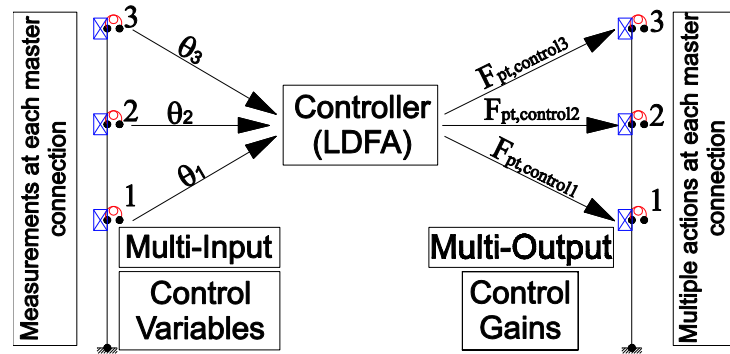 Measurements at each master
connection
3
2
1
θ3
θ2
θ1
Multi-Input
Control
Variables
Controller
(LDFA)
Fpt,control3
Fpt,control2
Fpt,control1
Multi-Output
Control
Gains
3
2
1
Multiple actions at each master
connection